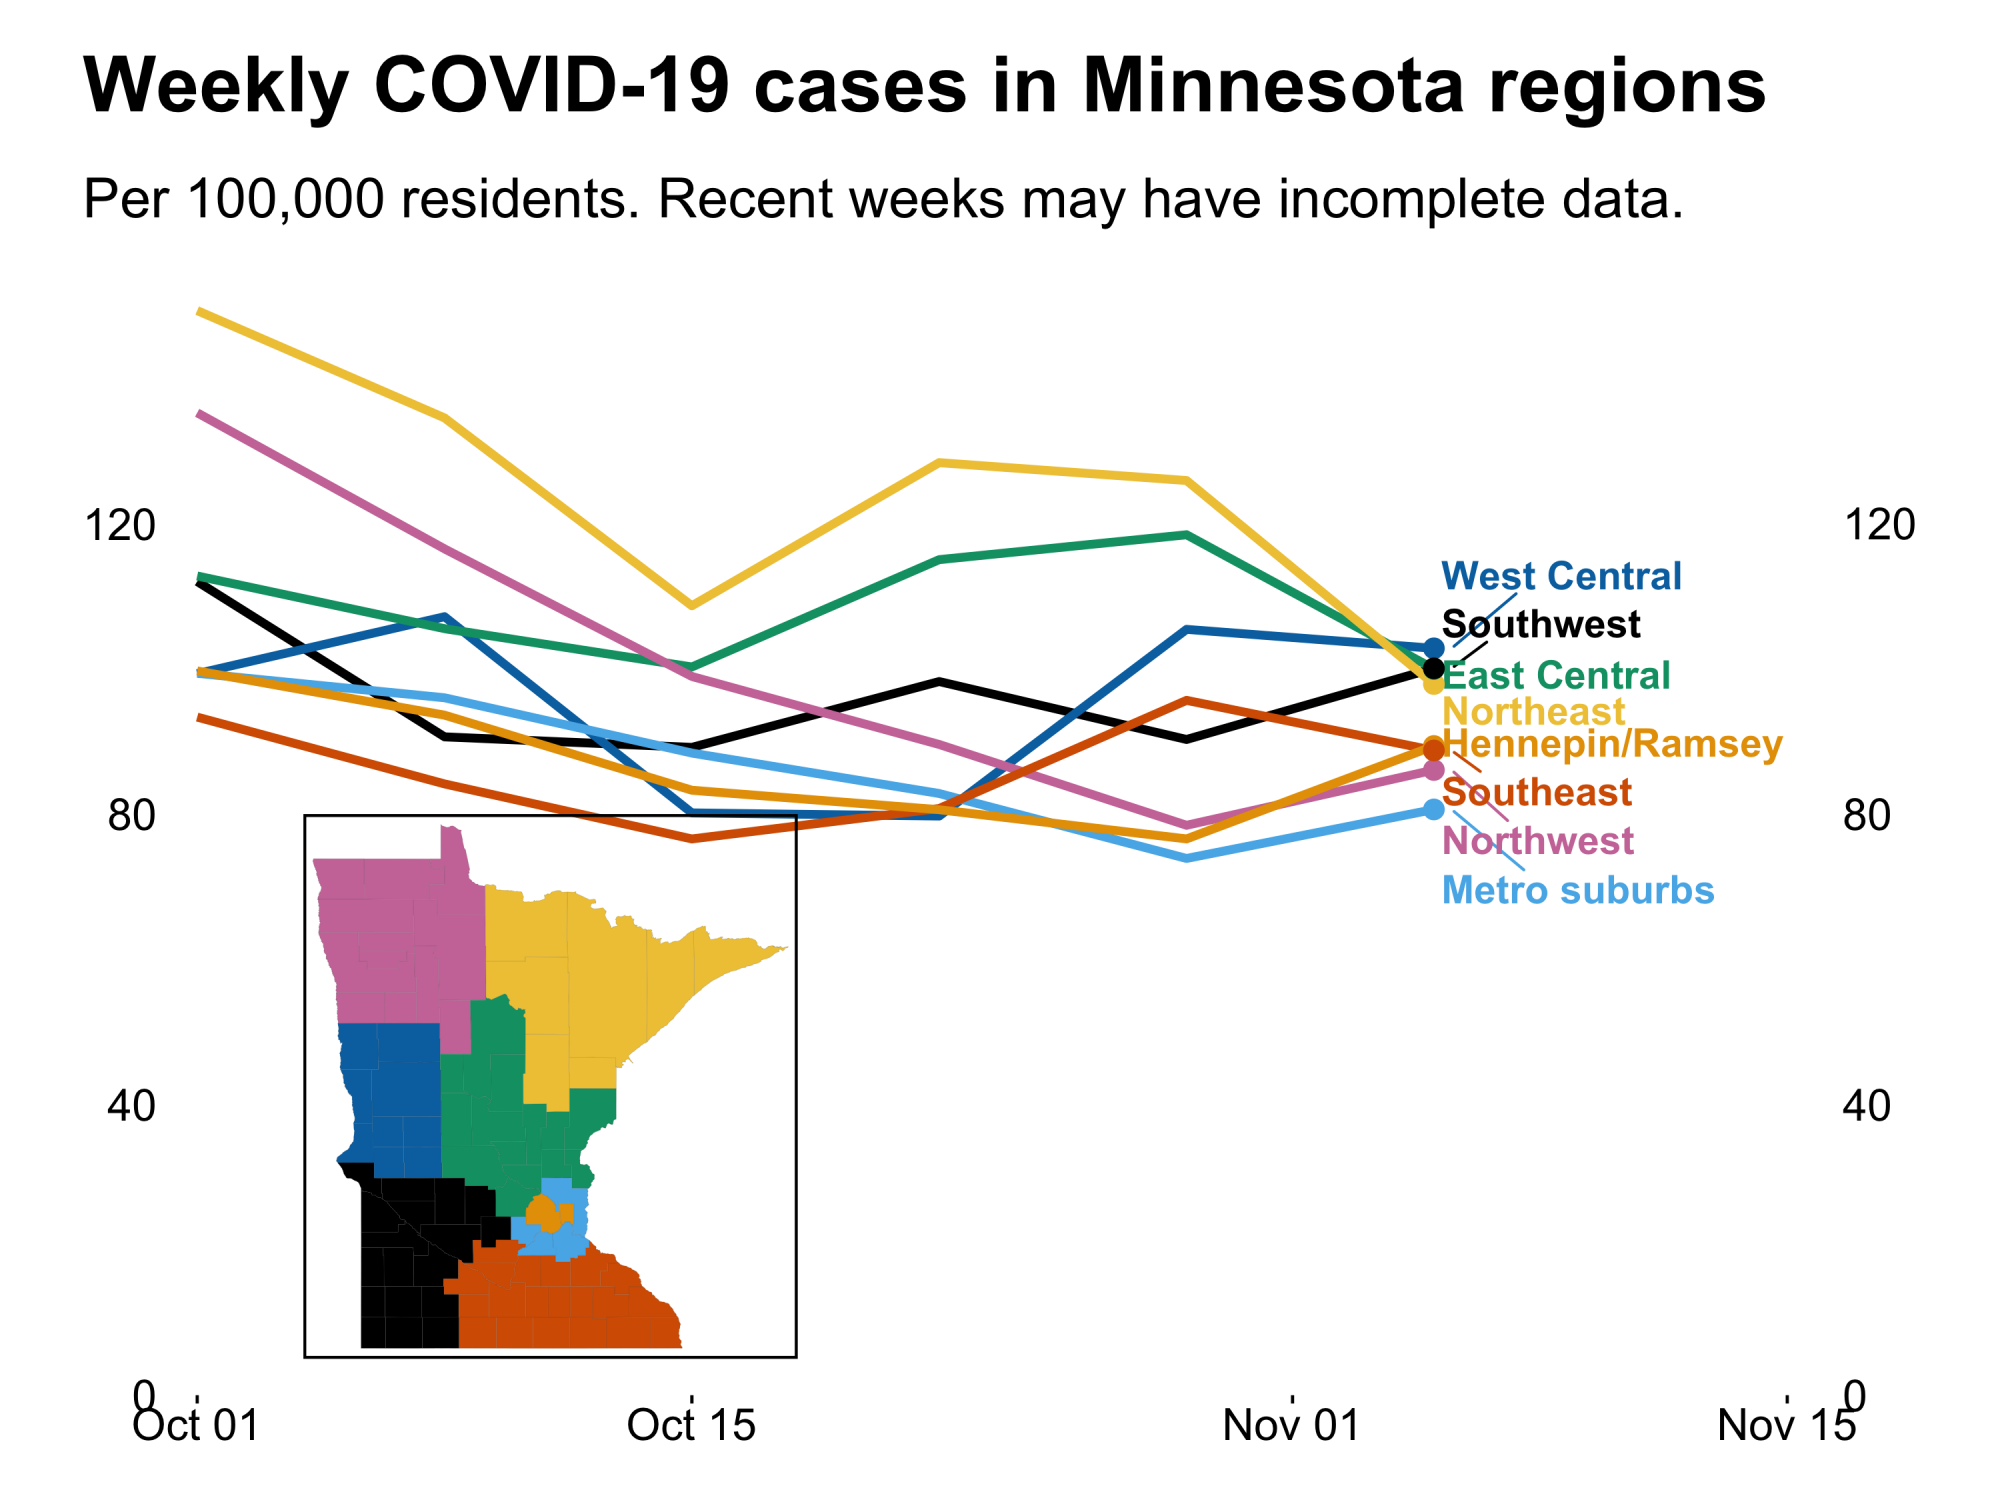 Weekly COVID-19 cases in Minnesota regions
Per 100,000 residents. Recent weeks may have incomplete data.
120
120
West Central
Southwest
East Central
Northeast
Hennepin/Ramsey
Southeast
80
80
Northwest
Metro suburbs
40
40
0
0
Oct 01
Oct 15
Nov 01
Nov 15